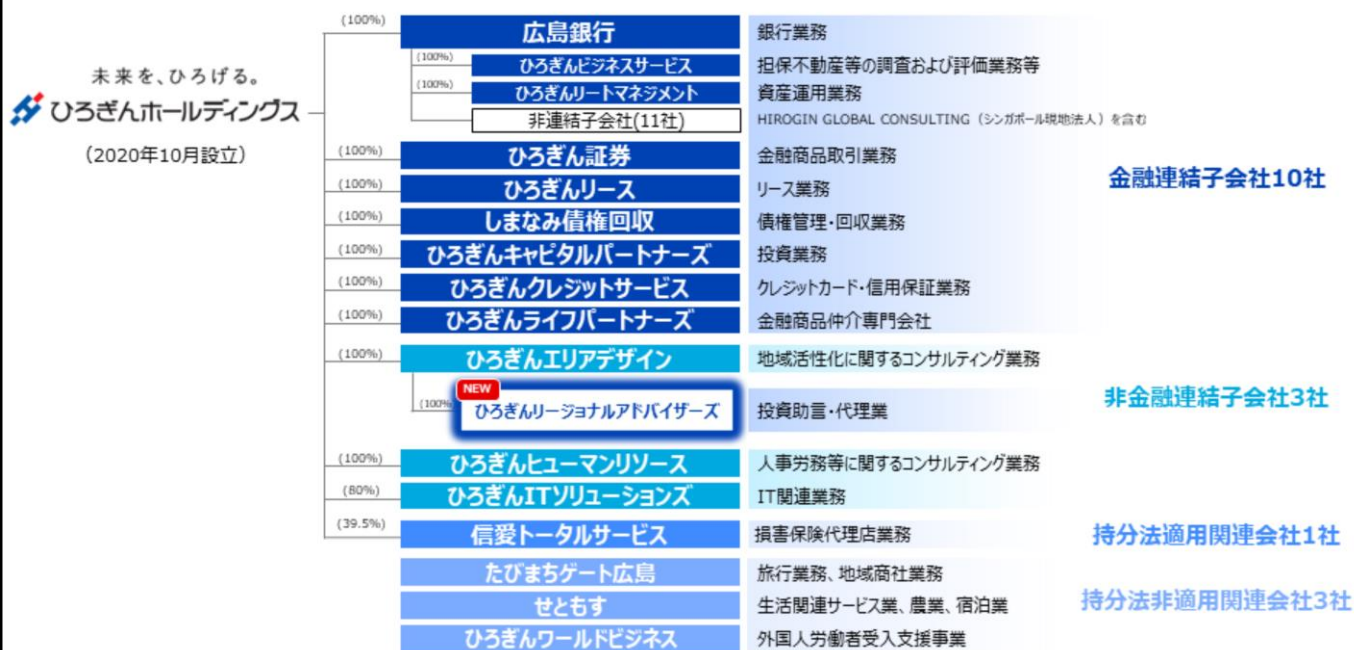 未来を、ひろげる。
ひろぎんホールディングス
（2020年10月設立）
(100%) 広島銀行 銀行業務
(100%) ひろぎんビジネスサービス 担保不動産等の調査および評価業務等
(100%) ひろぎんリートマネジメント 資産運用業務
非連結子会社(11社) HIROGIN GLOBAL CONSULTING（シンガポール現地法人）を含む
(100%) ひろぎん証券 金融商品取引業務
(100%) ひろぎんリース リース業務
(100%) しまなみ債権回収 債権管理・回収業務
(100%) ひろぎんキャピタルパートナーズ 投資業務
(100%) ひろぎんクレジットサービス クレジットカード・信用保証業務
(100%) ひろぎんライフパートナーズ 金融商品仲介専門会社
金融連結子会社10社
(100%) ひろぎんエリアデザイン 地域活性化に関するコンサルティング業務
NEW
(100% ひろぎんリージョナルアドバイザーズ 投資助言・代理業
(100%) ひろぎんヒューマンリソース 人事労務等に関するコンサルティング業務
(80%) ひろぎんITソリューションズ IT関連業務
非金融連結子会社3社
(39.5%) 信愛トータルサービス 損害保険代理店業務
持分法適用関連会社1社
たびまちゲート広島 旅行業務、地域商社業務
せともす 生活関連サービス業、農業、宿泊業
ひろぎんワールドビジネス 外国人労働者受入支援事業
持分法非適用関連会社3社